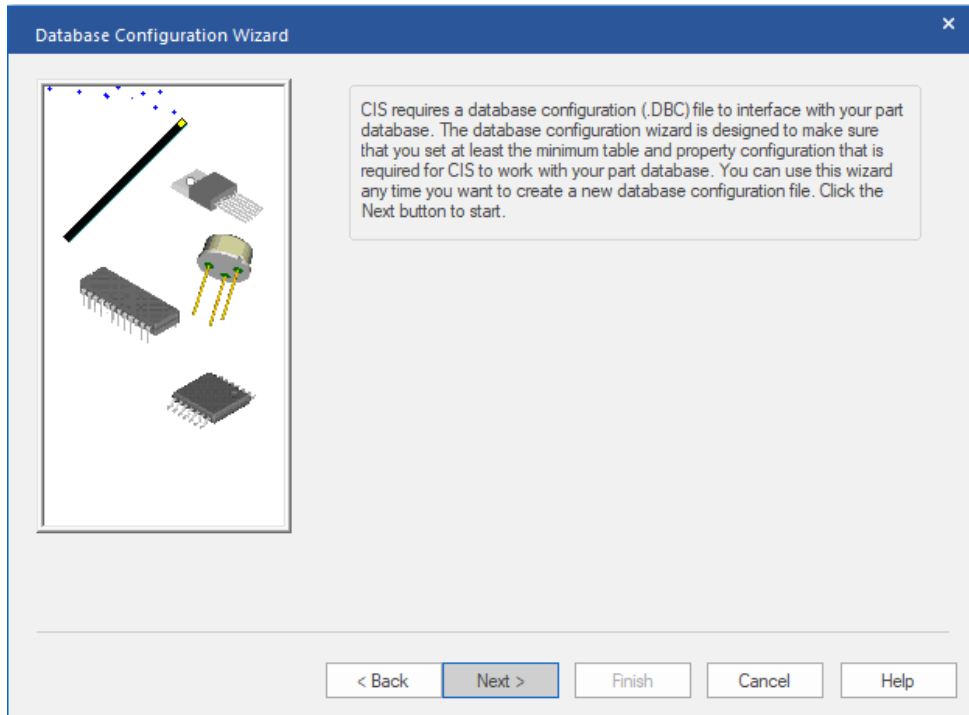 Database Configuration Wizard
CIS requires a database configuration (.DBC) file to interface with your part
database. The database configuration wizard is designed to make sure
that you set at least the minimum table and property configuration that is
required for CIS to work with your part database. You can use this wizard
any time you want to create a new database configuration file. Click the
Next button to start.
< Back Next > Finish Cancel Help